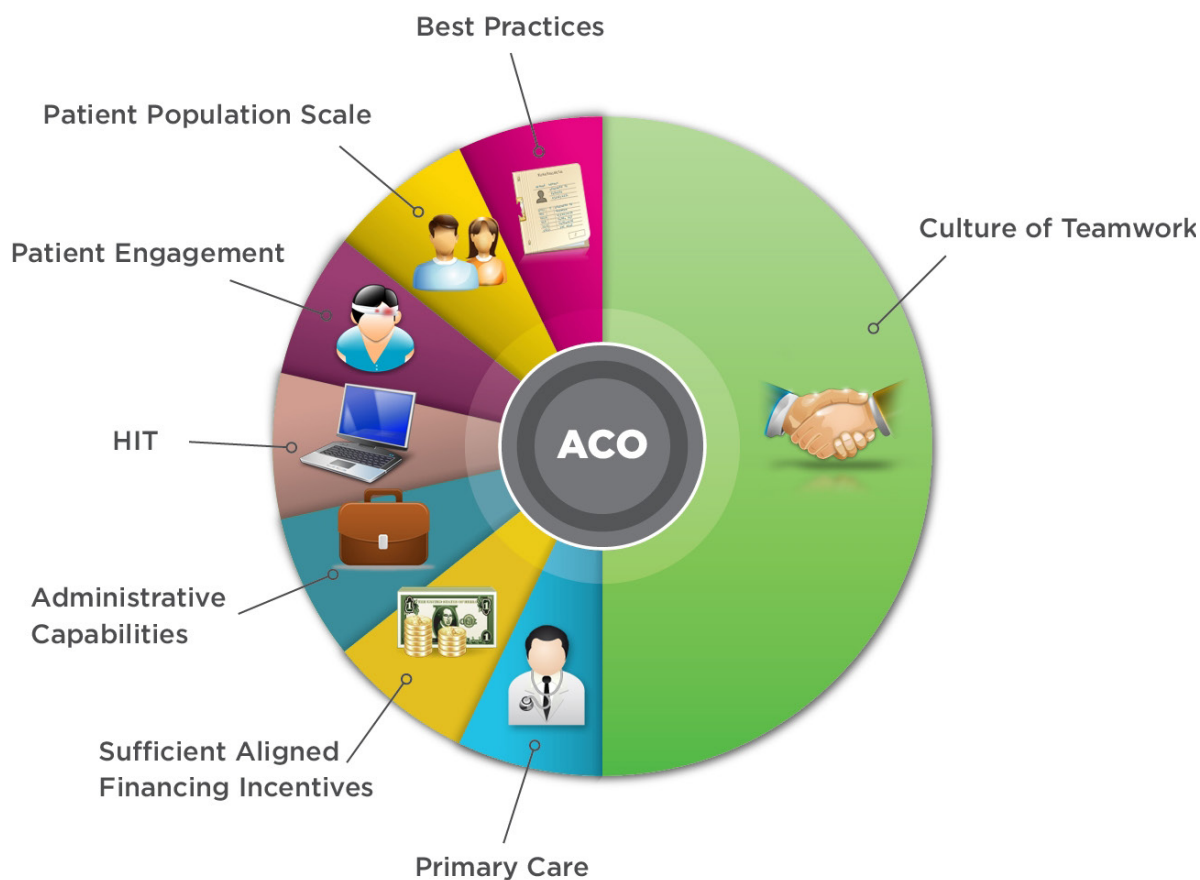 Best Practices
Patient Population Scale
Culture of Teamwork
Patient Engagement
HIT
ACO
Administrative
Capabilities
Sufficient Aligned
Financing Incentives
Primary Care